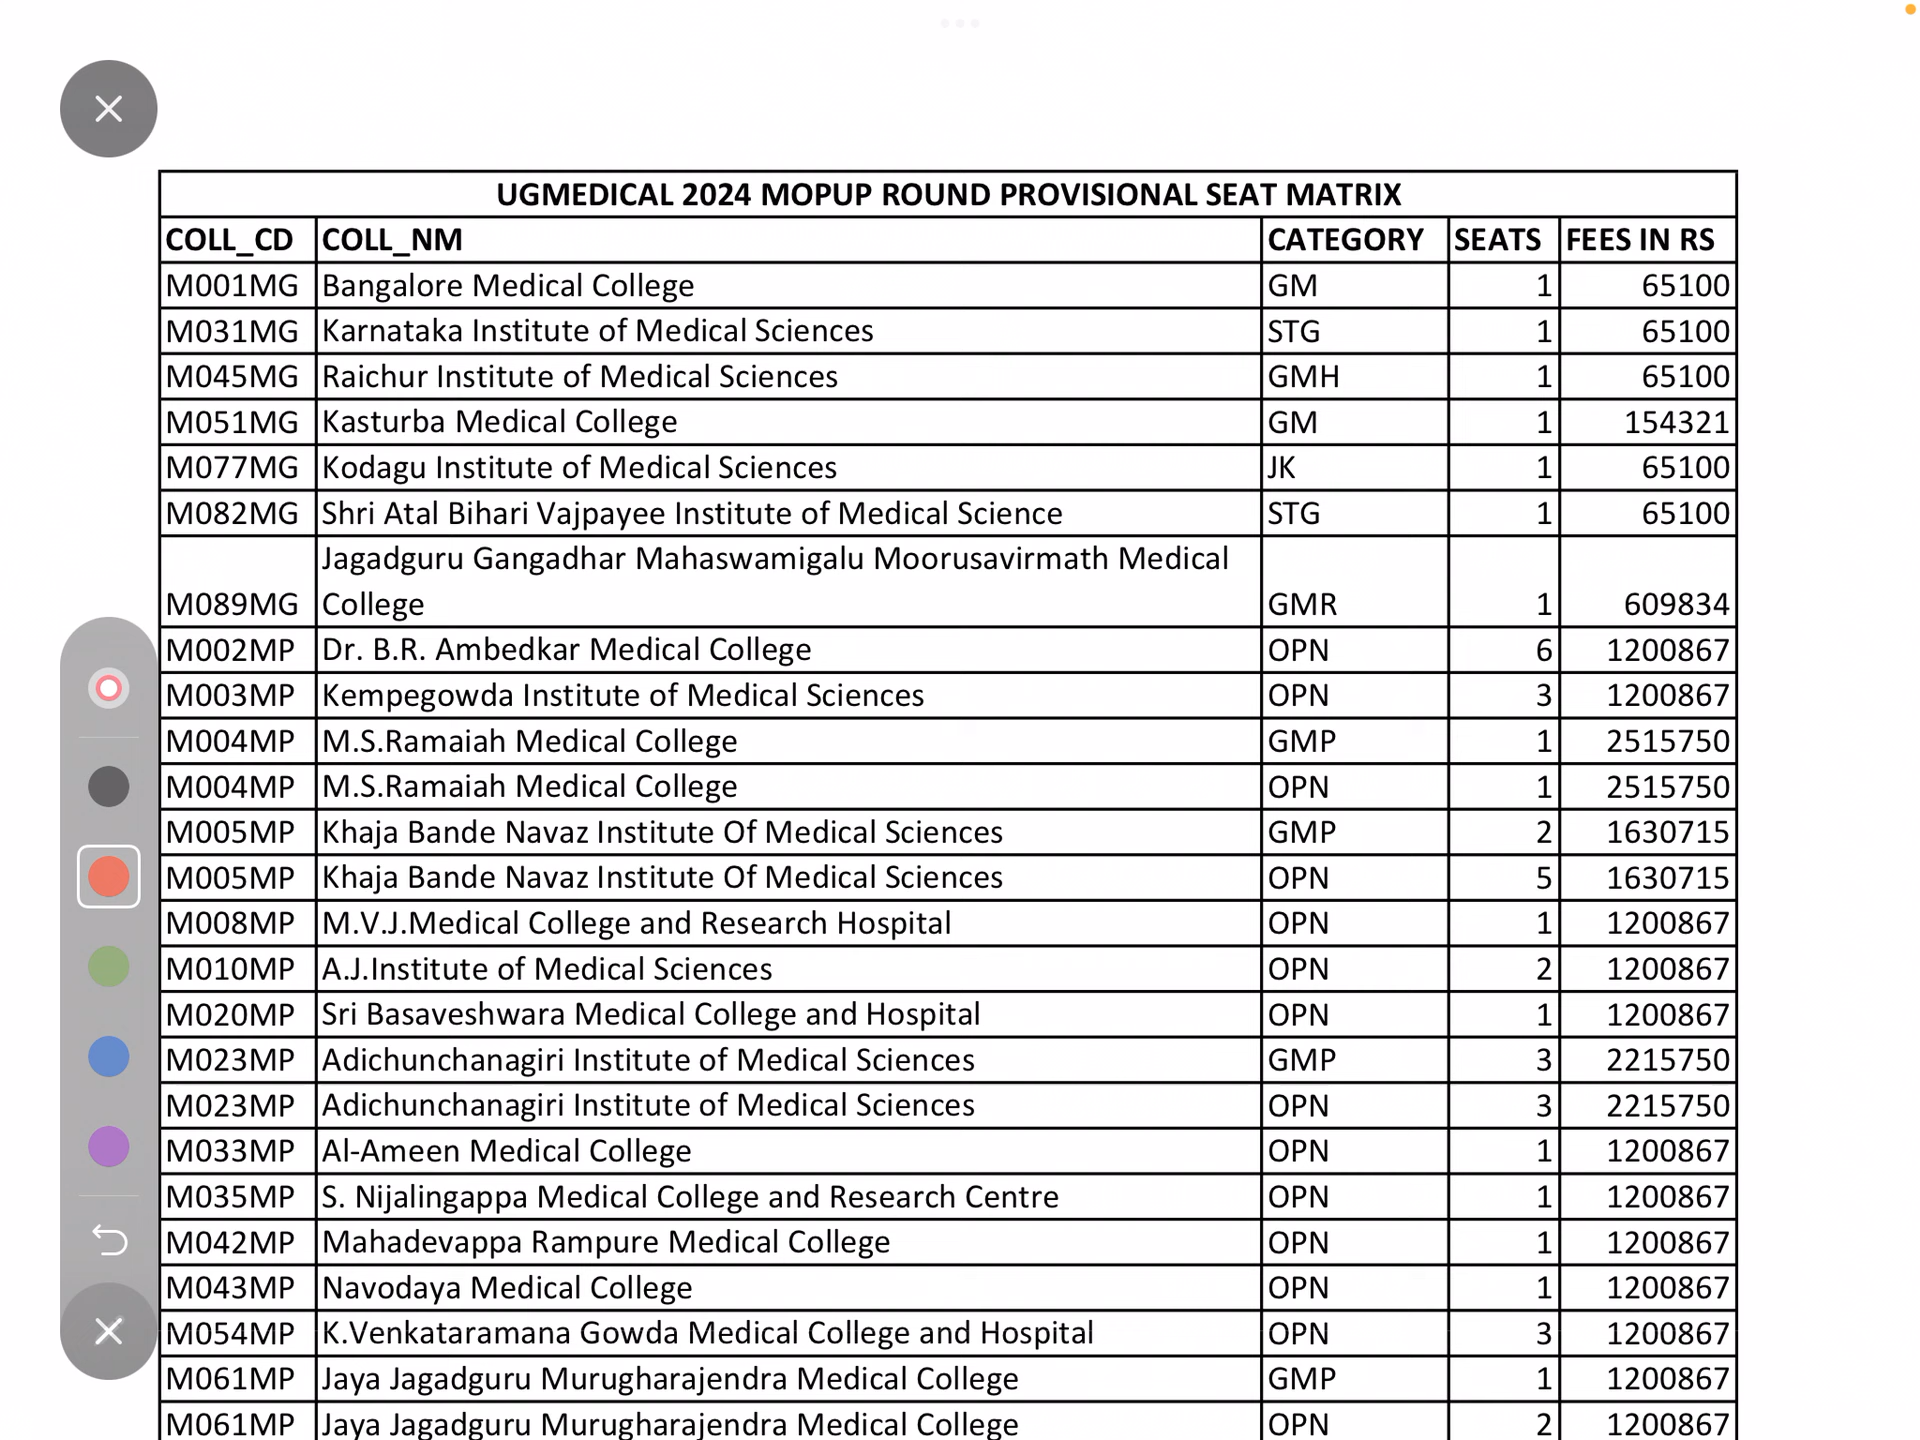 UGMEDICAL 2024 MOPUP ROUND PROVISIONAL SEAT MATRIX
COLL_CD COLL_NM CATEGORY SEATS FEES IN RS
M001MG Bangalore Medical College GM 1 65100
M031MG Karnataka Institute of Medical Sciences STG 1 65100
M045MG Raichur Institute of Medical Sciences GMH 1 65100
M051MG Kasturba Medical College GM 1 154321
M077MG Kodagu Institute of Medical Sciences JK 1 65100
M082MG Shri Atal Bihari Vajpayee Institute of Medical Science STG 1 65100
Jagadguru Gangadhar Mahaswamigalu Moorusavirmath Medical
M089MG College GMR 1 609834
M002MP Dr. B.R. Ambedkar Medical College OPN 6 1200867
M003MP Kempegowda Institute of Medical Sciences OPN 3 1200867
M004MP M.S.Ramaiah Medical College GMP 1 2515750
M004MP M.S.Ramaiah Medical College OPN 1 2515750
M005MP Khaja Bande Navaz Institute Of Medical Sciences GMP 2 1630715
M005MP Khaja Bande Navaz Institute Of Medical Sciences OPN 5 1630715
M008MP M.V.J.Medical College and Research Hospital OPN 1 1200867
M010MP A.J.Institute of Medical Sciences OPN 2 1200867
M020MP Sri Basaveshwara Medical College and Hospital OPN 1 1200867
M023MP Adichunchanagiri Institute of Medical Sciences GMP 3 2215750
M023MP Adichunchanagiri Institute of Medical Sciences OPN 3 2215750
M033MP Al-Ameen Medical College OPN 1 1200867
M035MP S. Nijalingappa Medical College and Research Centre OPN 1 1200867
M042MP Mahadevappa Rampure Medical College OPN 1 1200867
M043MP Navodaya Medical College OPN 1 1200867
M054MP K.Venkataramana Gowda Medical College and Hospital OPN 3 1200867
M061MP Jaya Jagadguru Murugharajendra Medical College GMP 1 1200867
M061MP Jaya Jagadguru Murugharajendra Medical College OPN 2 1200867